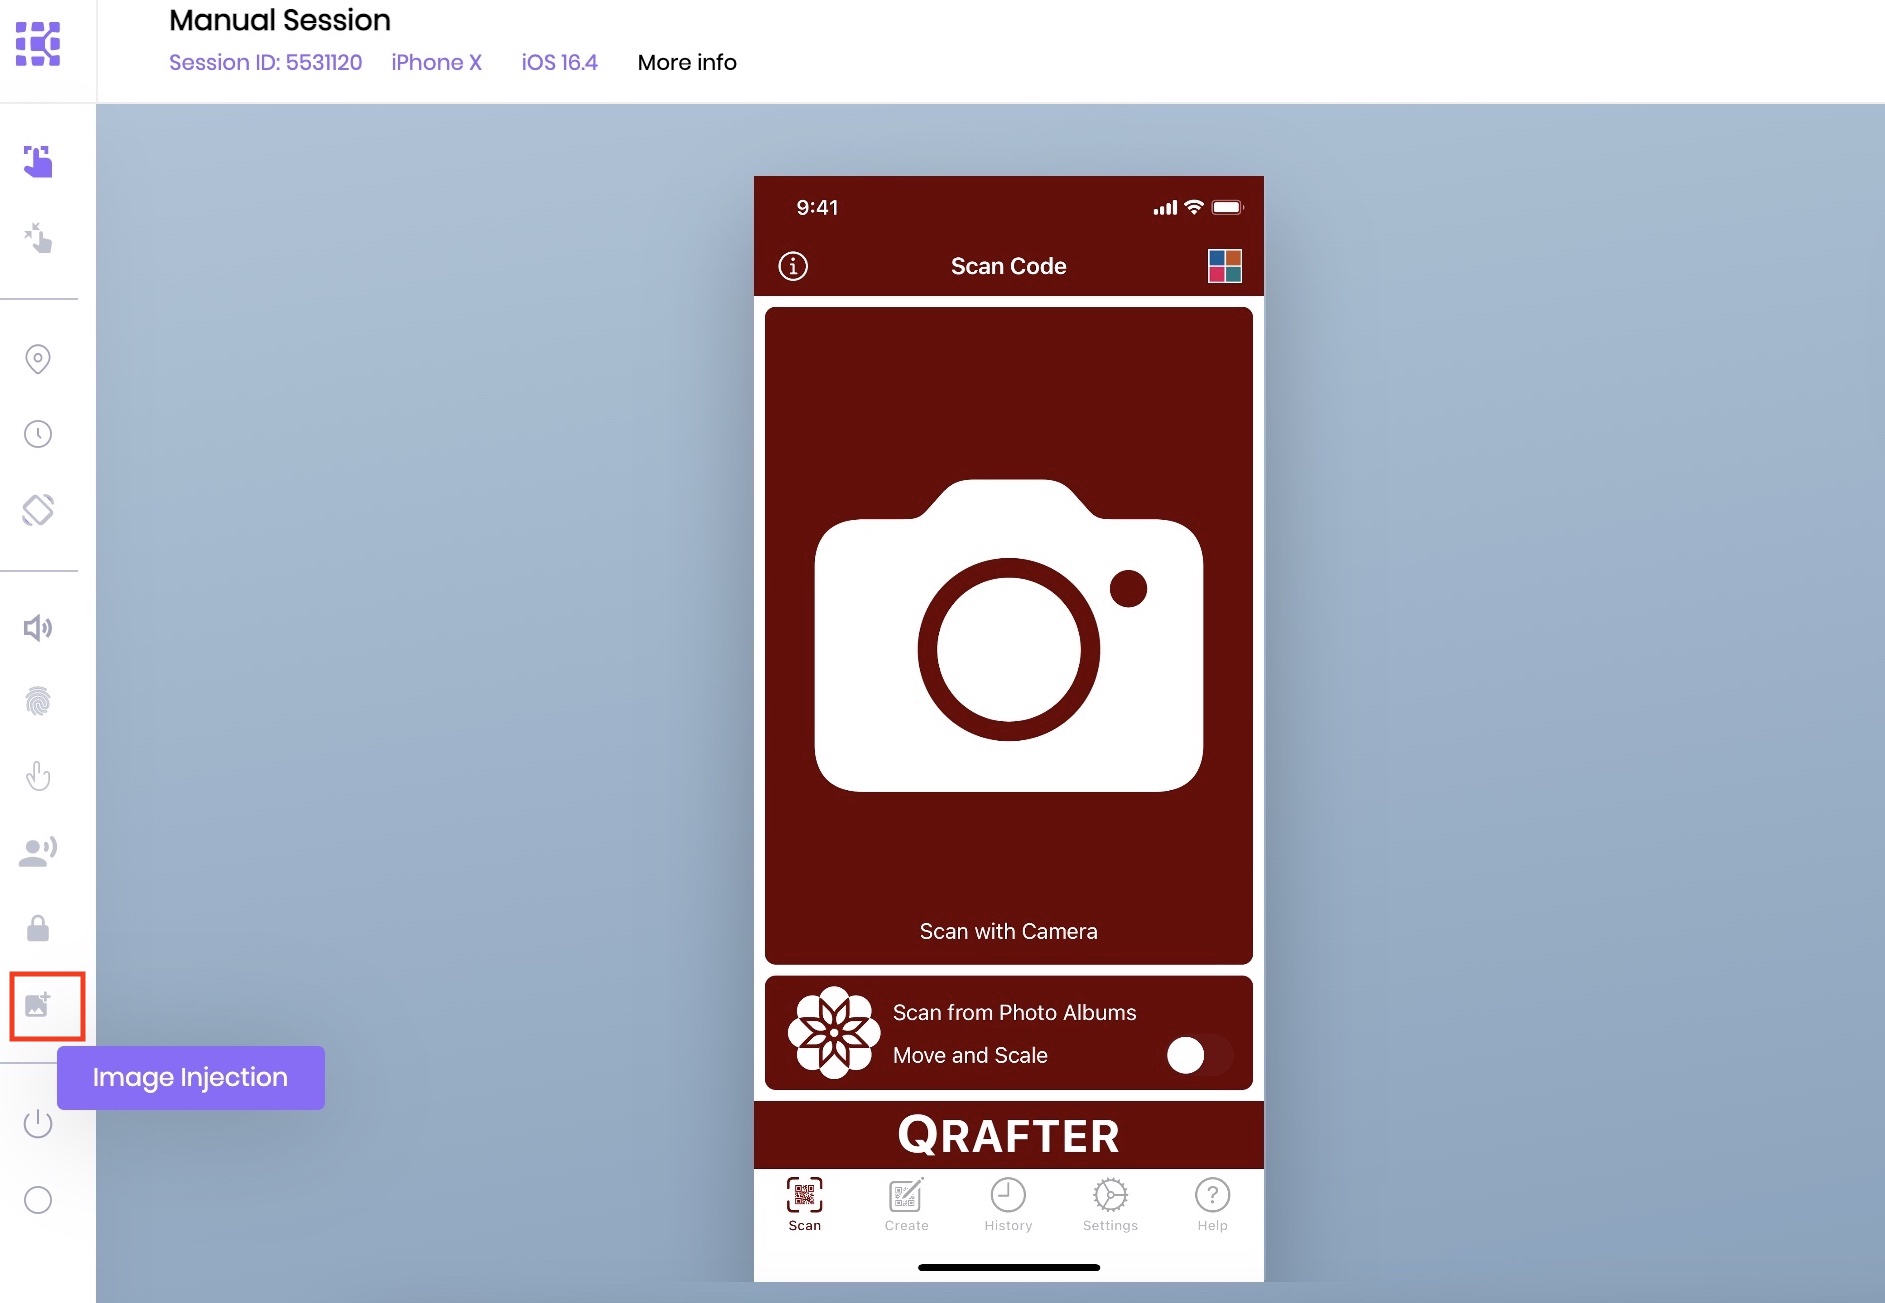 Manual Session
Session ID: 5531120 iPhone X iOS 16.4 More info
9:41
Scan Code
Scan with Camera
Scan from Photo Albums
Move and Scale
Image Injection
QRAFTER
Scan Create History Settings Help